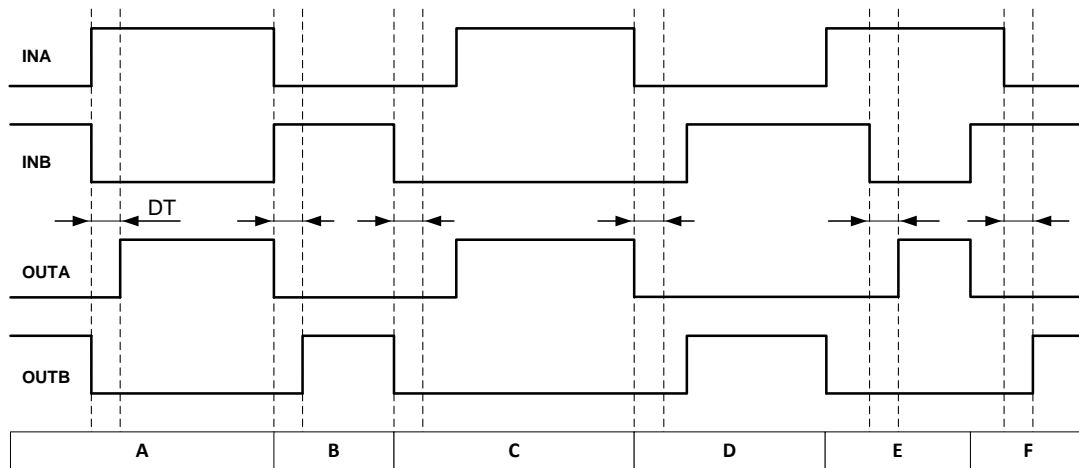 INA
INB
DT
OUTA
OUTB
A B C D E F